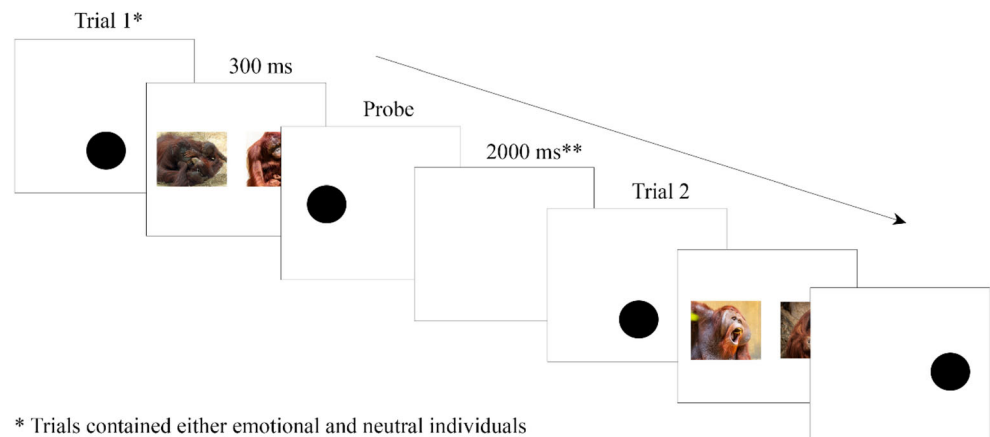 Trial 1*
300 ms
Probe
2000 ms**
Trial 2
* Trials contained either emotional and neutral individuals